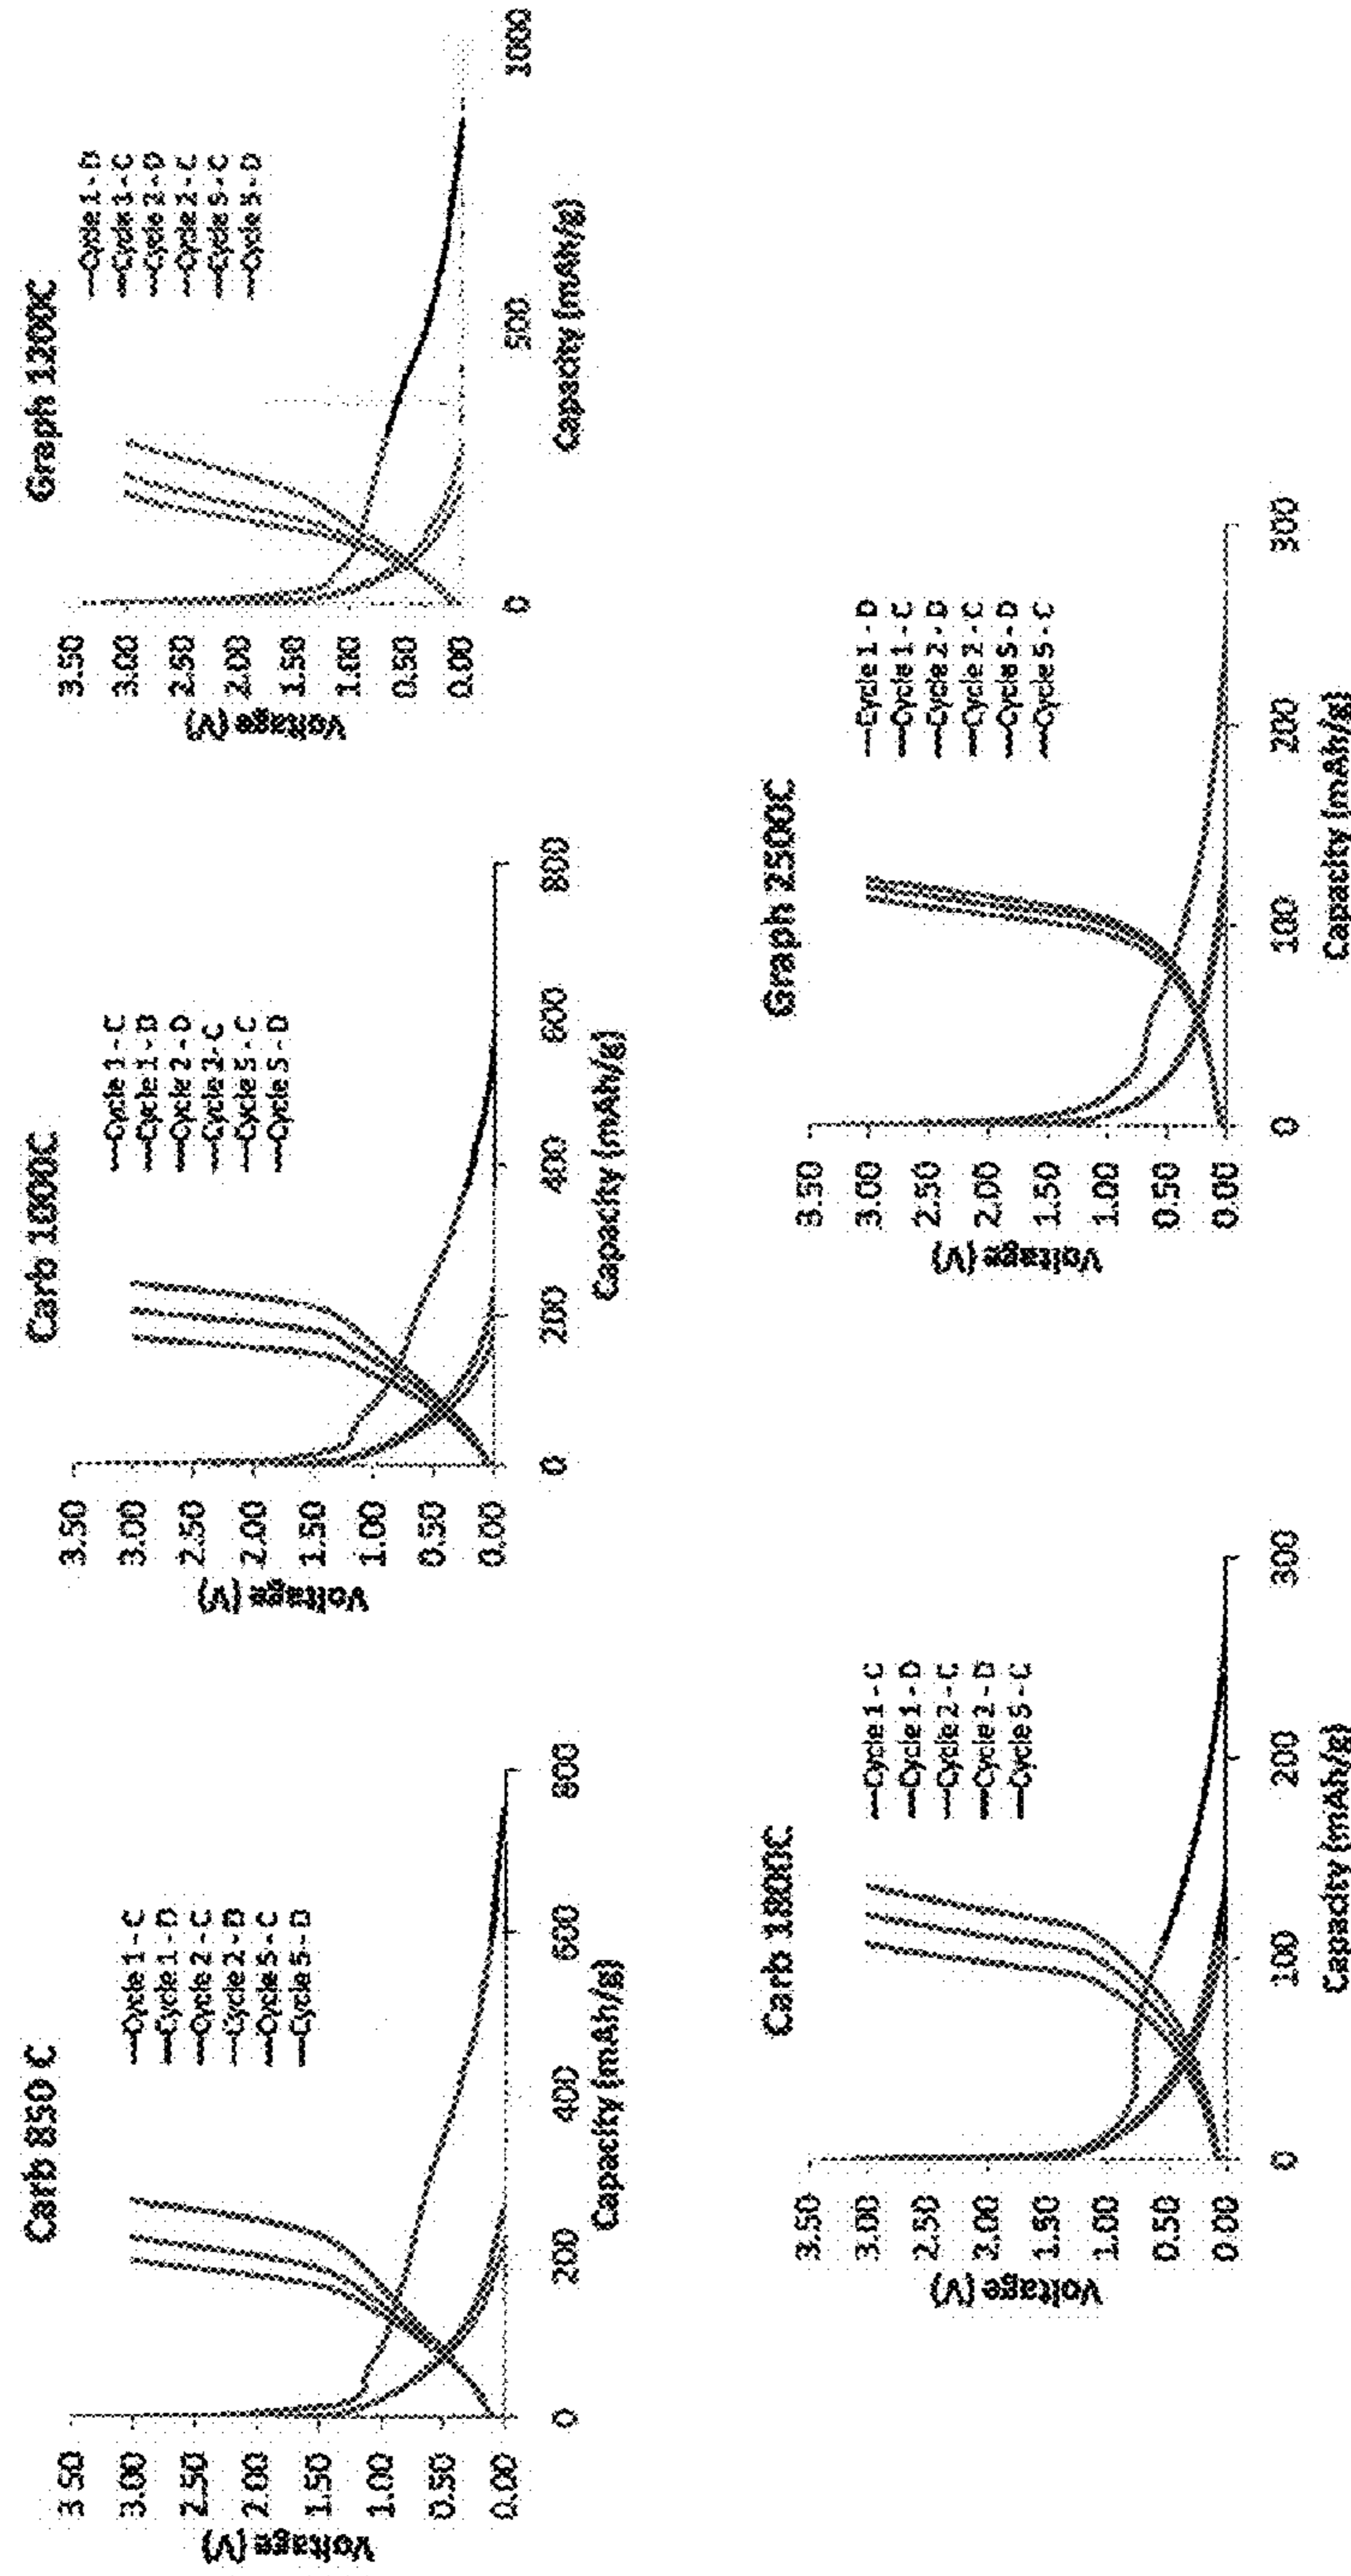 Carb 850 C
Voltage (V)
3.50
3.00
2.50
2.00
1.50
1.00
0.50
0.00
0
200
400
600
800
Capacity (mAh/g)
Cycle 1 - C
Cycle 1 - D
Cycle 2 - C
Cycle 2 - D
Cycle 5 - C
Cycle 5 - D
Carb 1000C
Voltage (V)
3.50
3.00
2.50
2.00
1.50
1.00
0.50
0.00
0
200
400
600
800
Capacity (mAh/g)
Cycle 1 - C
Cycle 1 - D
Cycle 2 - D
Cycle 2 - C
Cycle 5 - C
Cycle 5 - D
Graph 1200C
Voltage (V)
3.50
3.00
2.50
2.00
1.50
1.00
0.50
0.00
0
500
1000
Capacity (mAh/g)
Cycle 1 - D
Cycle 1 - C
Cycle 2 - D
Cycle 2 - C
Cycle 5 - C
Cycle 5 - D
Carb 1800C
Voltage (V)
3.50
3.00
2.50
2.00
1.50
1.00
0.50
0.00
0
100
200
300
Capacity (mAh/g)
Cycle 1 - C
Cycle 1 - D
Cycle 2 - C
Cycle 2 - D
Cycle 5 - C
Graph 2500C
Voltage (V)
3.50
3.00
2.50
2.00
1.50
1.00
0.50
0.00
0
100
200
300
Capacity (mAh/g)
Cycle 1 - D
Cycle 1 - C
Cycle 2 - D
Cycle 2 - C
Cycle 5 - D
Cycle 5 - C